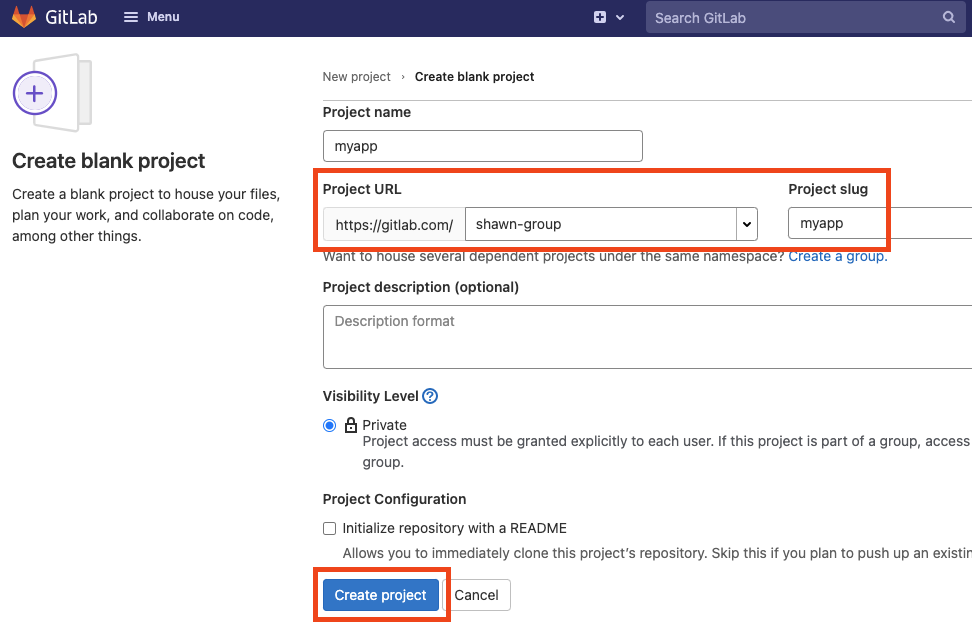 GitLab Menu Search GitLab
New project › Create blank project
Create blank project
Create a blank project to house your files,
plan your work, and collaborate on code,
among other things.
Project name
myapp
Project URL Project slug
https://gitlab.com/ shawn-group myapp
Want to house several dependent projects under the same namespace? Create a group.
Project description (optional)
Description format
Visibility Level ?
Private
Project access must be granted explicitly to each user. If this project is part of a group, access
group.
Project Configuration
Initialize repository with a README
Allows you to immediately clone this project's repository. Skip this if you plan to push up an existin
Create project Cancel